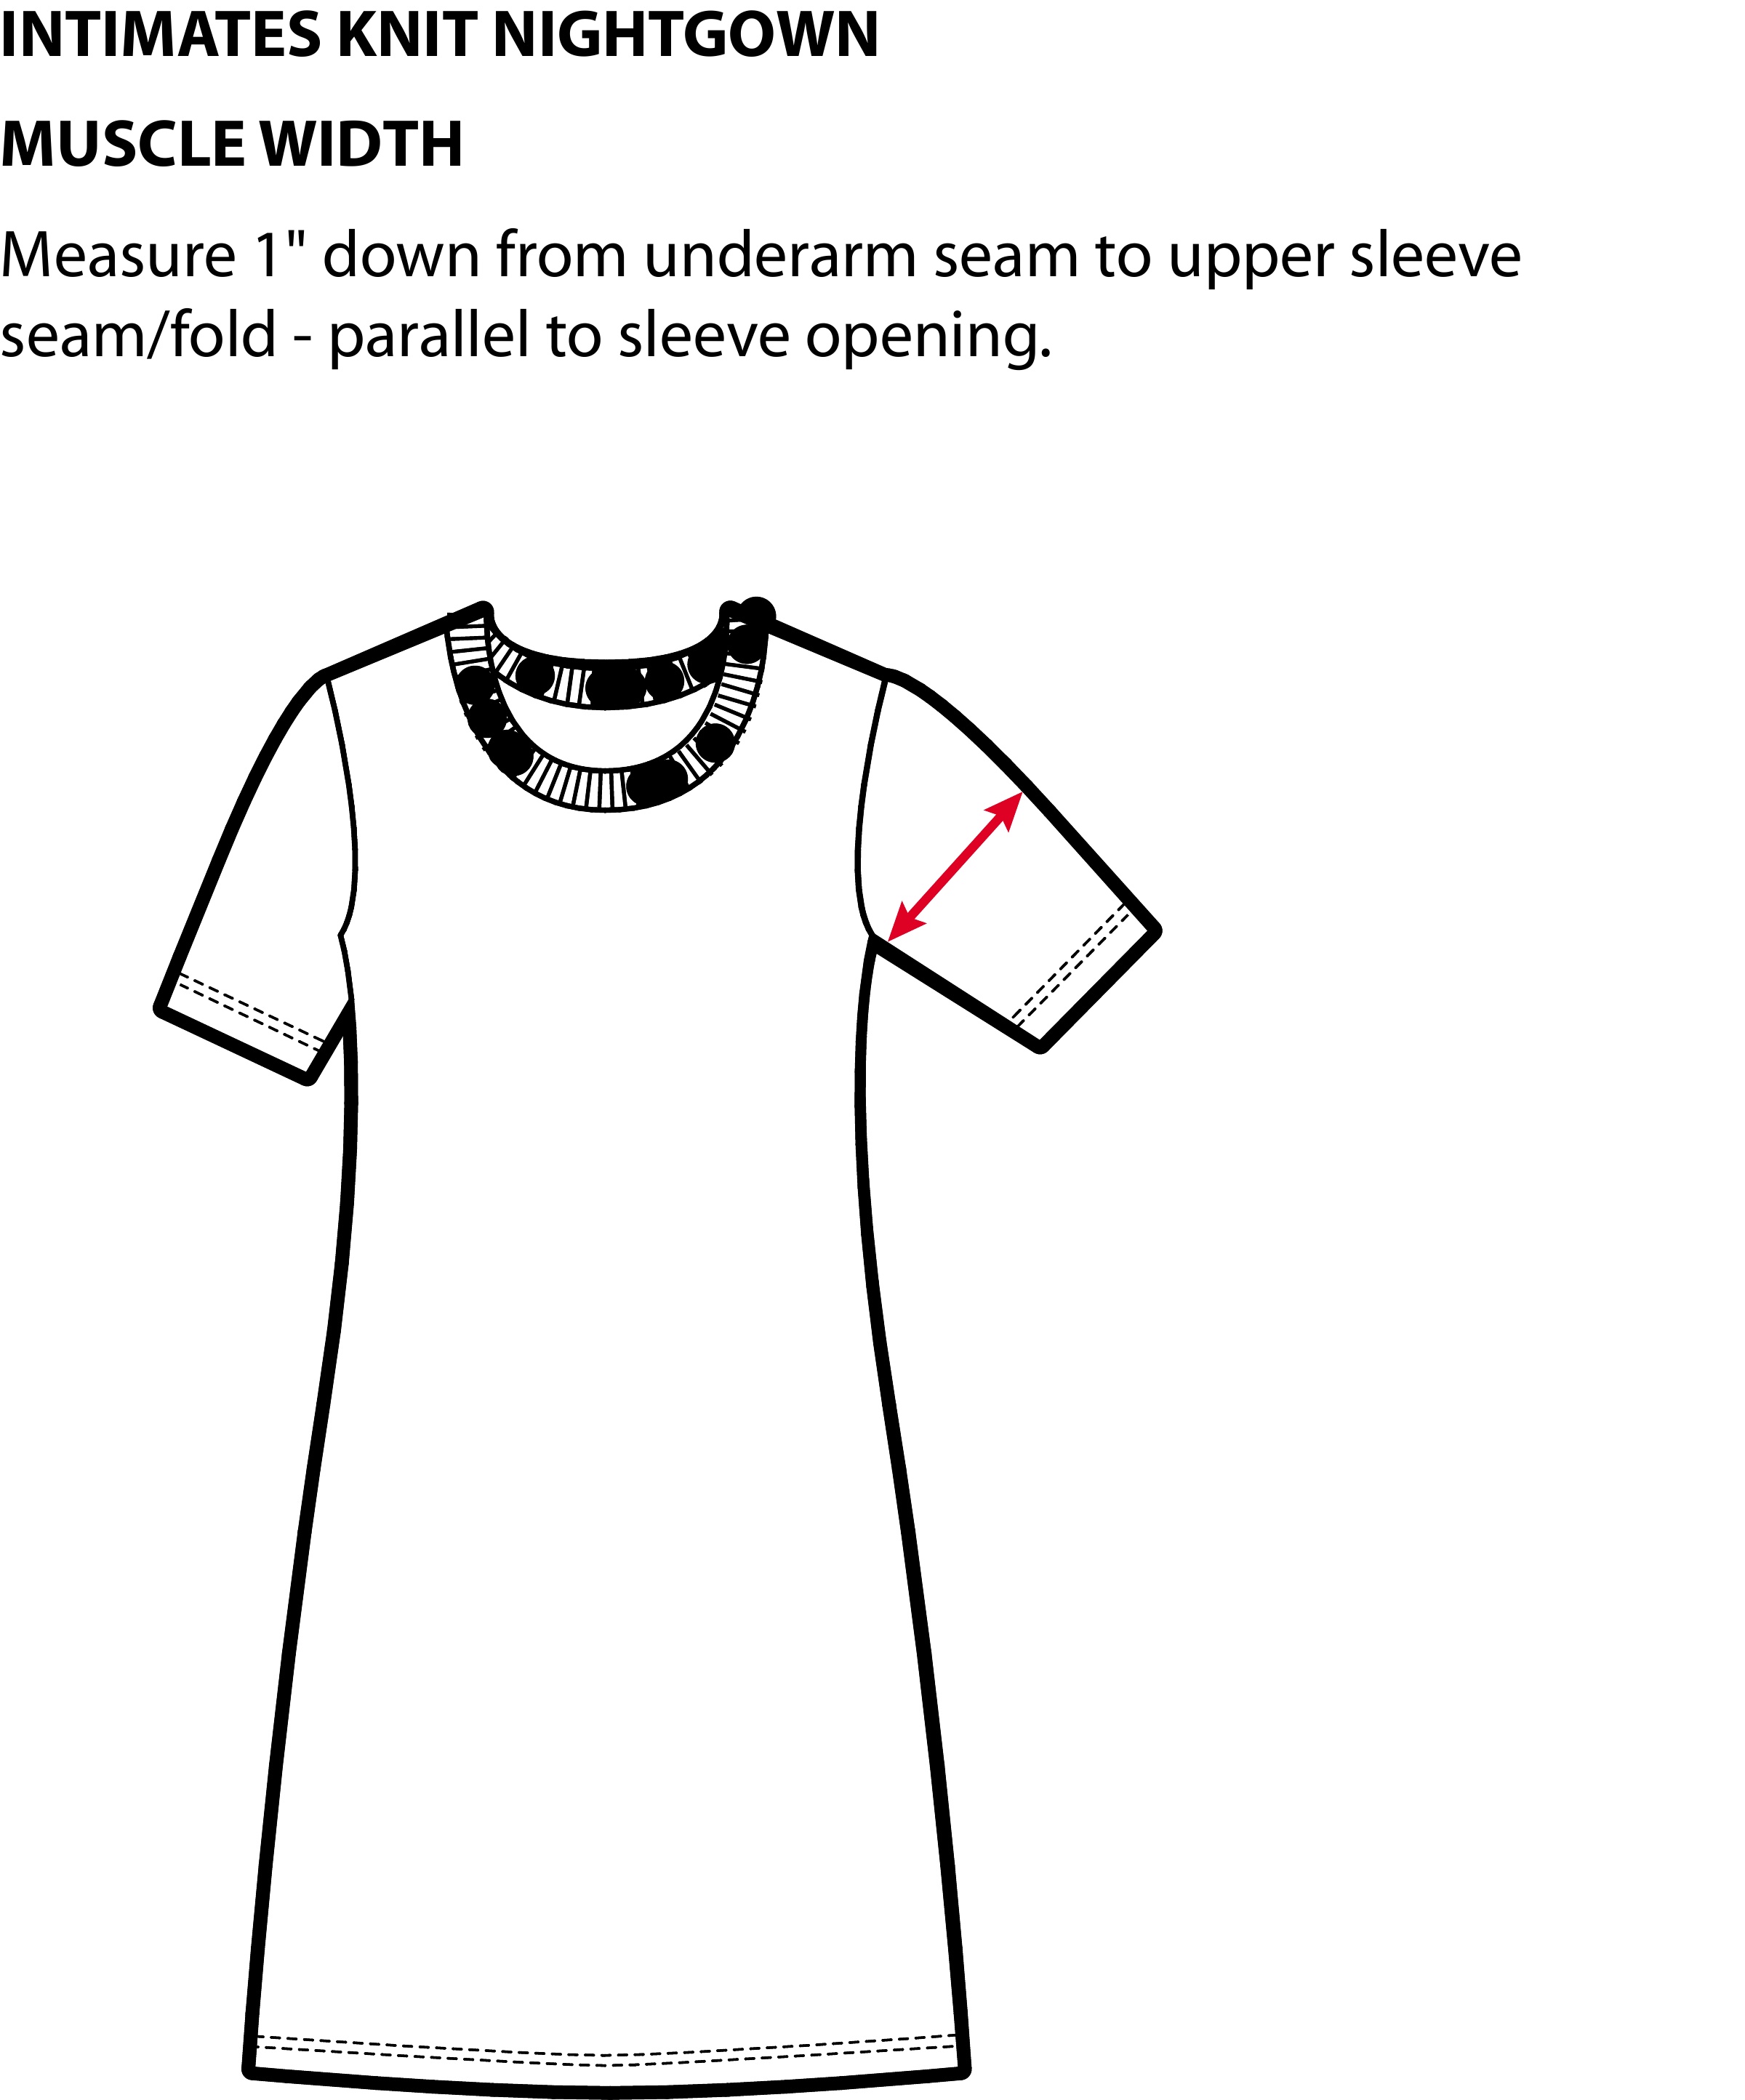 INTIMATES KNIT NIGHTGOWN
MUSCLE WIDTH
Measure 1" down from underarm seam to upper sleeve
seam/fold - parallel to sleeve opening.